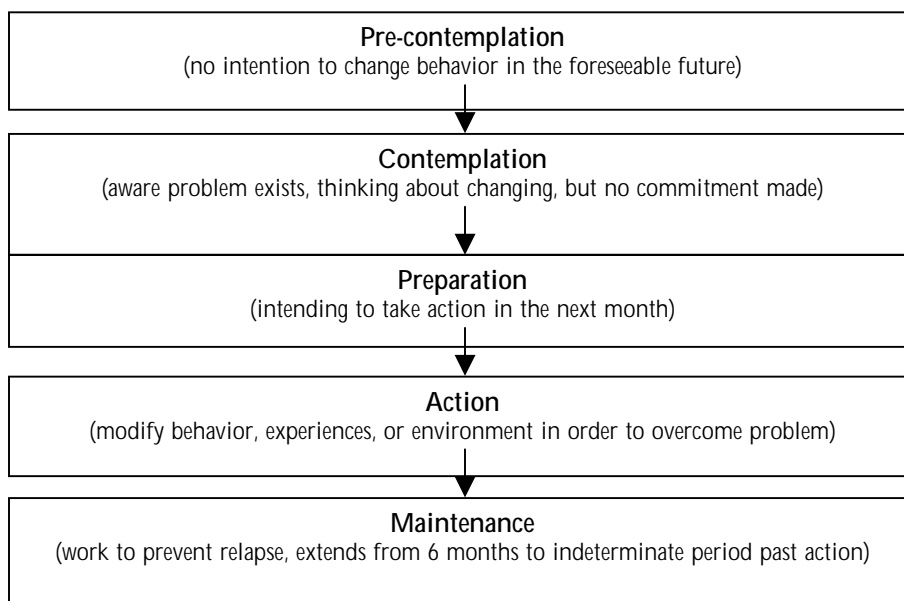 Pre-contemplation
(no intention to change behavior in the foreseeable future)
Contemplation
(aware problem exists, thinking about changing, but no commitment made)
Preparation
(intending to take action in the next month)
Action
(modify behavior, experiences, or environment in order to overcome problem)
Maintenance
(work to prevent relapse, extends from 6 months to indeterminate period past action)